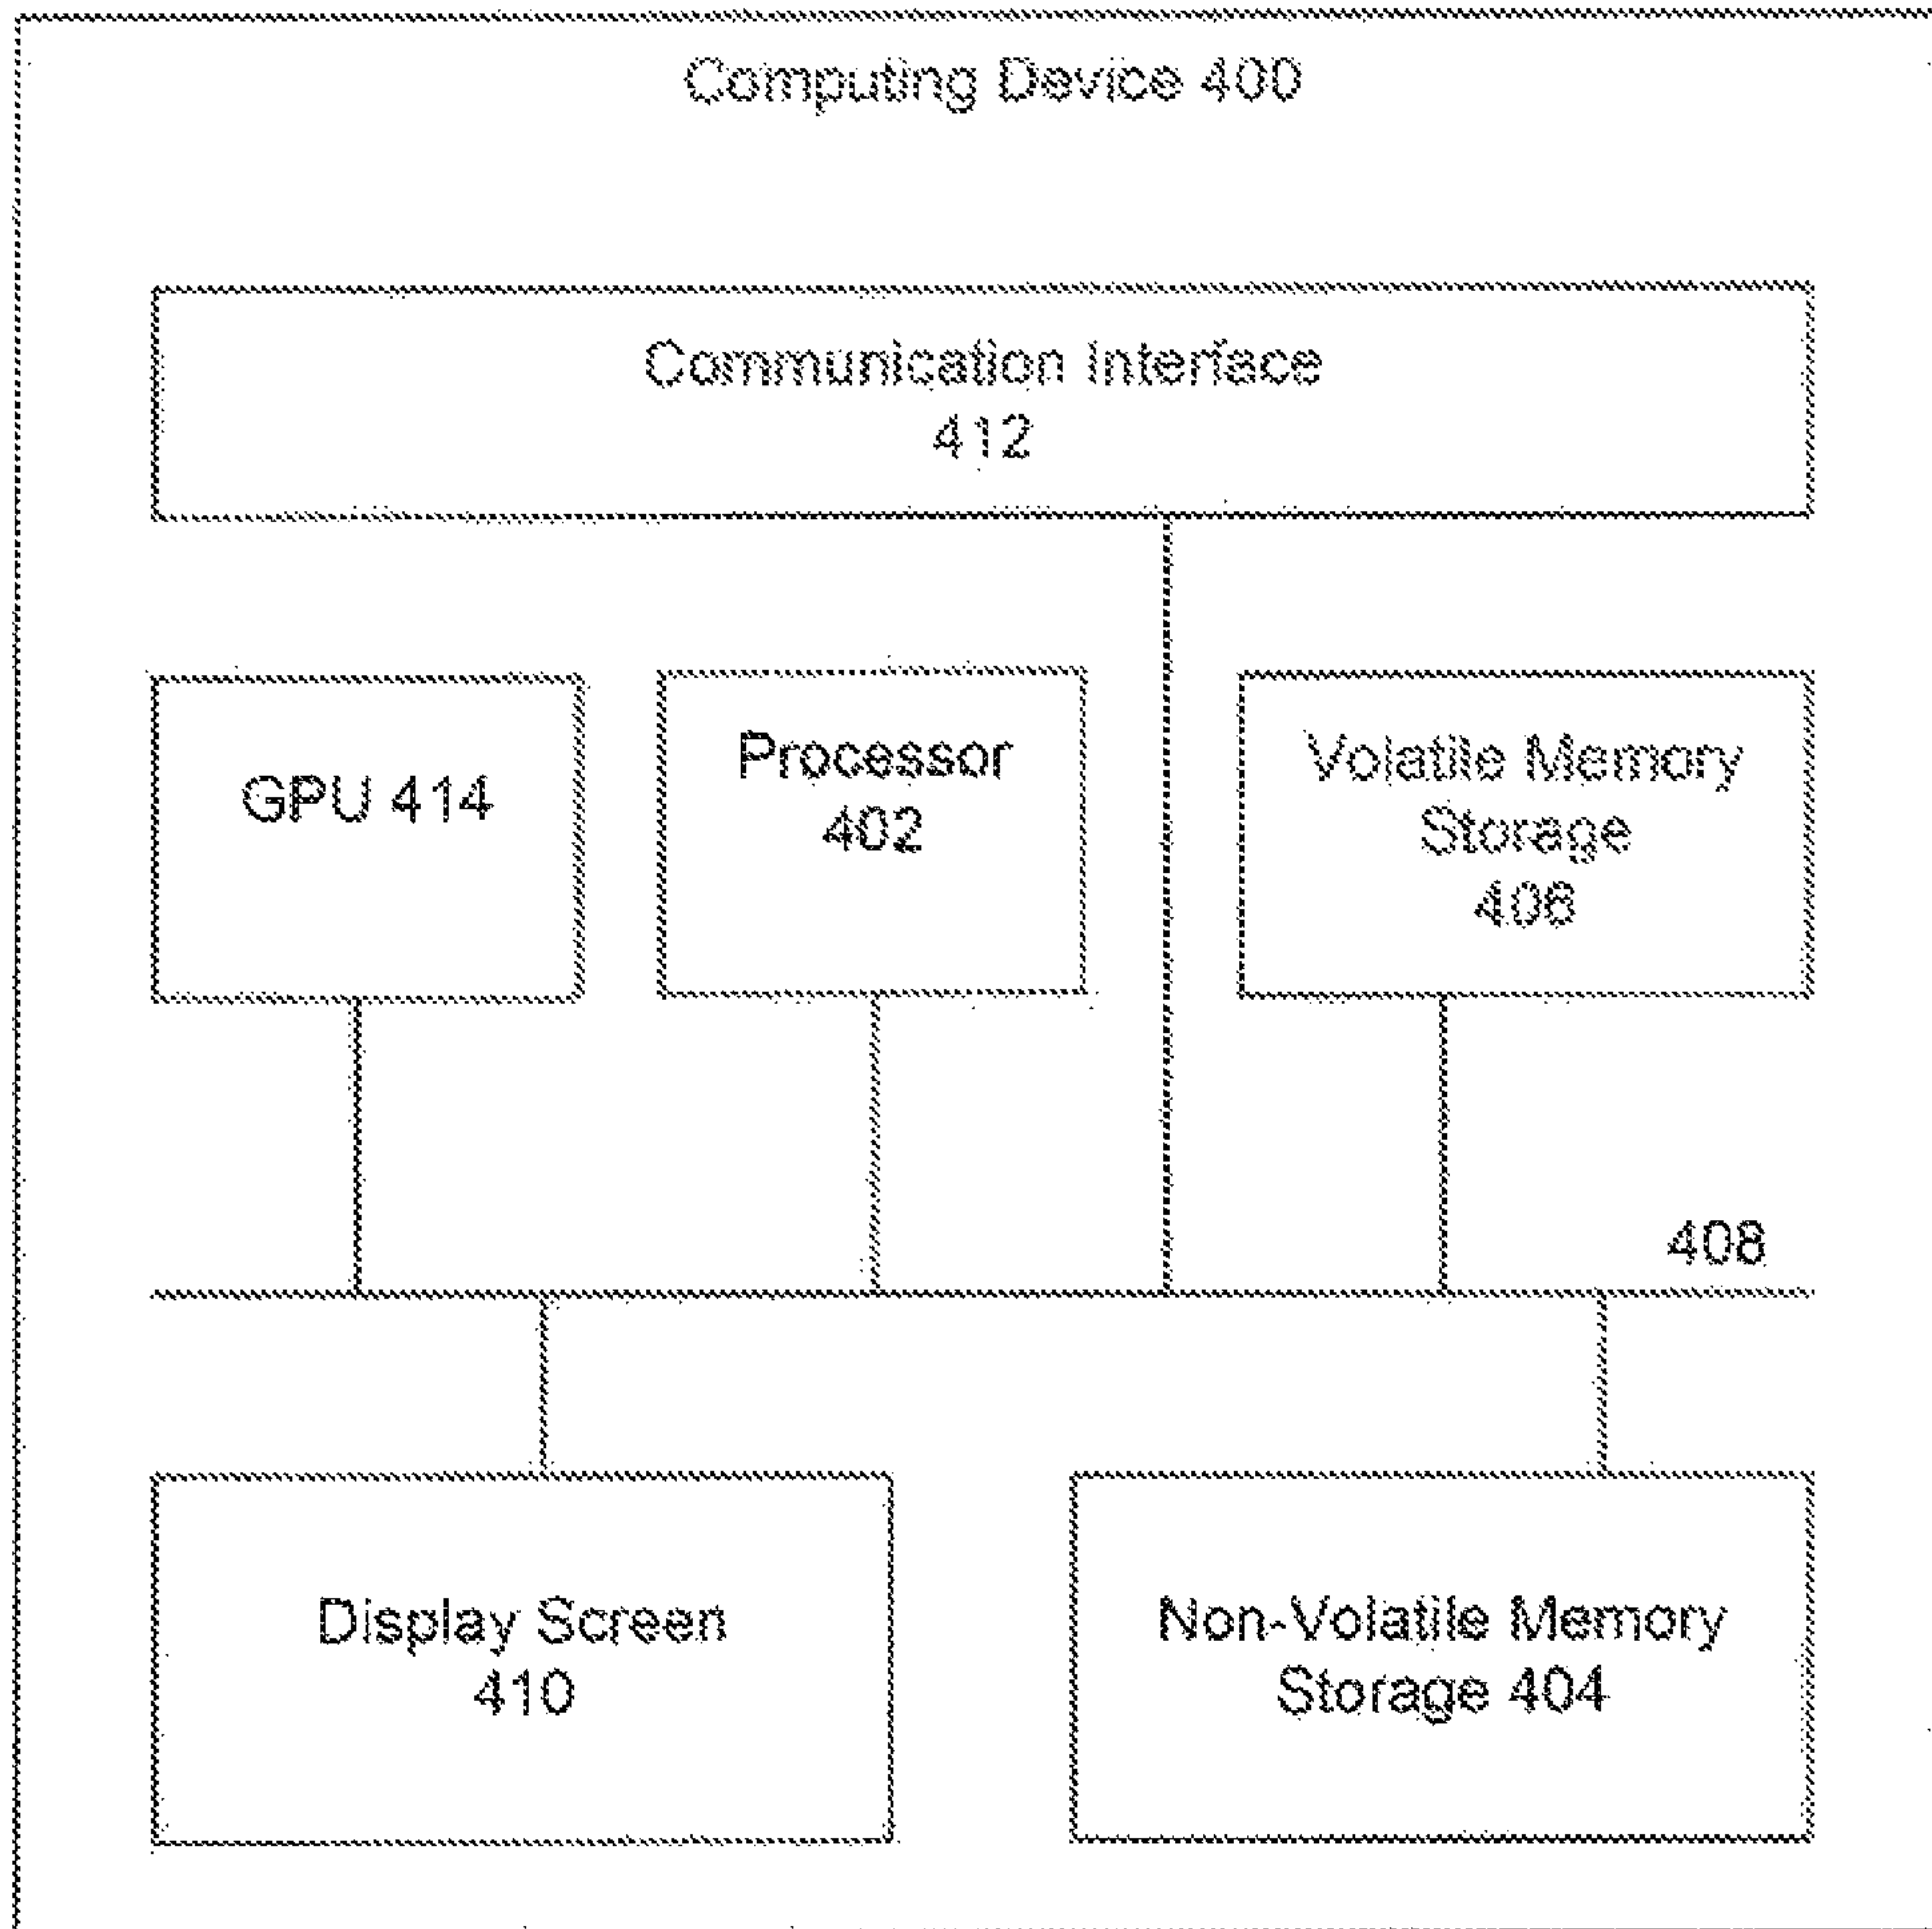 Computing Device 400
Communication Interface
412
GPU 414
Processor
402
Volatile Memory
Storage
406
408
Display Screen
410
Non-Volatile Memory
Storage 404